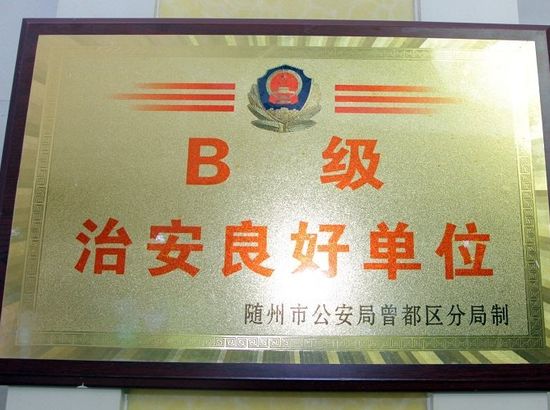 B 级
治安良好单位
随州市公安局曾都区分局制